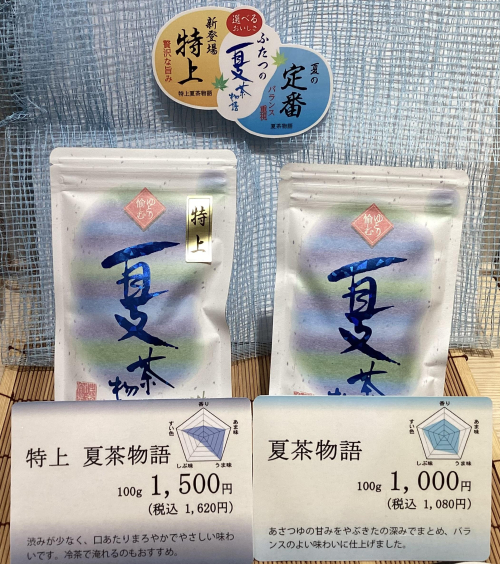 選べる
おいしさ
新登場
特上
贅沢な旨み
特上夏茶物語
ふたつの
夏茶物語
夏の
定番
バランス
夏茶物語
特上
夏茶物
夏茶物
特上 夏茶物語
香り
あま味
うま味
しぶ味
すい色
100g 1,500円
(税込 1,620円)
渋みが少なく、口あたりまろやかでやさしい味わ
いです。冷茶で淹れるのもおすすめ。
夏茶物語
香り
あま味
うま味
しぶ味
すい色
100g 1,000円
(税込 1,080円)
あさつゆの甘みをやぶきたの深みでまとめ、バラ
ンスのよい味わいに仕上げました。